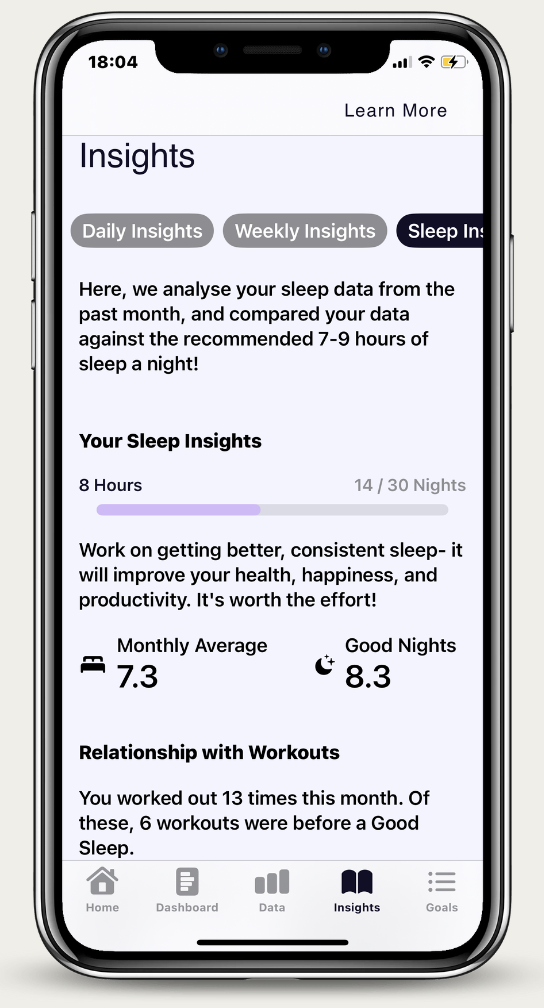 18:04
Learn More
Insights
Daily Insights Weekly Insights Sleep Ins
Here, we analyse your sleep data from the
past month, and compared your data
against the recommended 7-9 hours of
sleep a night!
Your Sleep Insights
8 Hours 14 / 30 Nights
Work on getting better, consistent sleep- it
will improve your health, happiness, and
productivity. It's worth the effort!
Monthly Average Good Nights
7.3 8.3
Relationship with Workouts
You worked out 13 times this month. Of
these, 6 workouts were before a Good
Sleep.
Home Dashboard Data Insights Goals